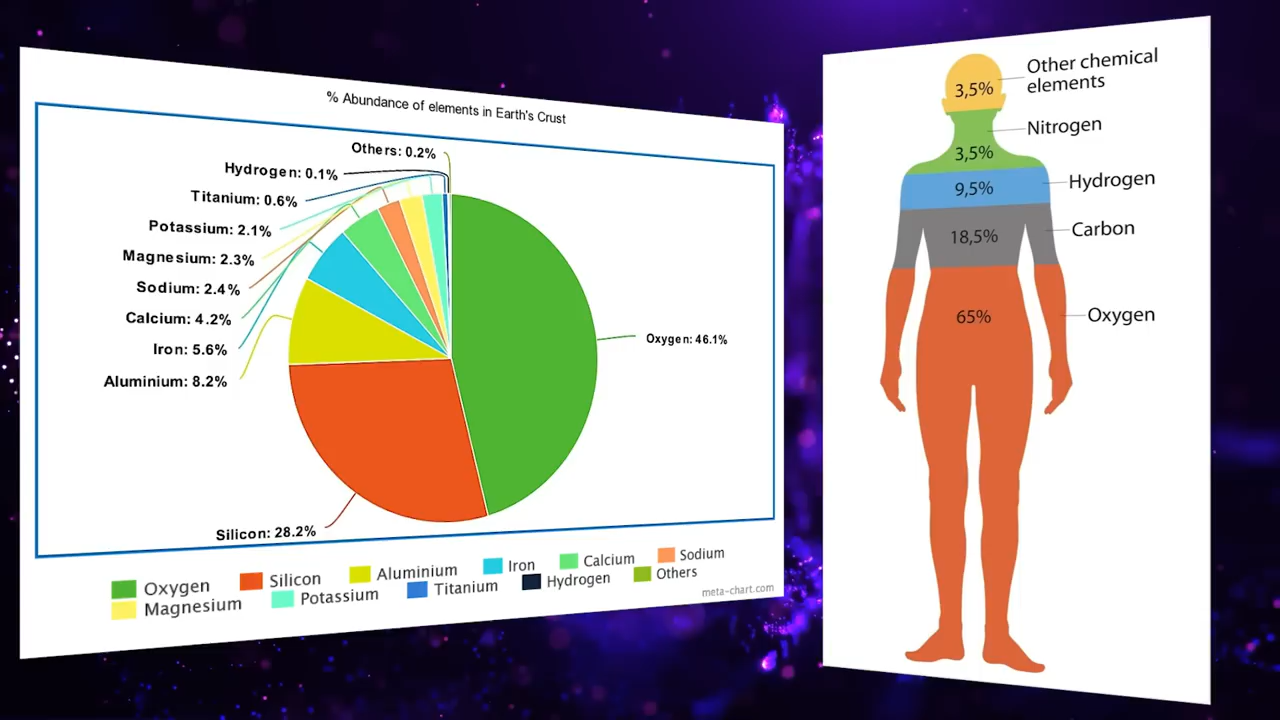 % Abundance of elements in Earth's Crust
Others: 0.2%
Hydrogen: 0.1%
Titanium: 0.6%
Potassium: 2.1%
Magnesium: 2.3%
Sodium: 2.4%
Calcium: 4.2%
Iron: 5.6%
Aluminium: 8.2%
Oxygen: 46.1%
Silicon: 28.2%
Oxygen Silicon Aluminium Iron Calcium Sodium
Magnesium Potassium Titanium Hydrogen Others
meta-chart.com
Other chemical
elements
3,5%
Nitrogen
3,5%
Hydrogen
9,5%
Carbon
18,5%
Oxygen
65%